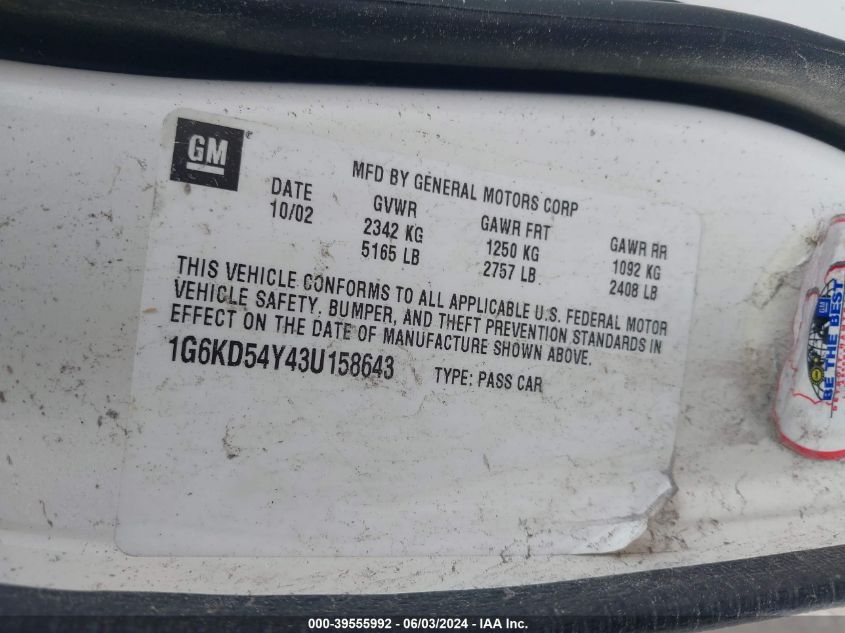 GM
MFD BY GENERAL MOTORS CORP
DATE GVWR GAWR FRT GAWR RR
10/02 2342 KG 1250 KG 1092 KG
5165 LB 2757 LB 2408 LB
THIS VEHICLE CONFORMS TO ALL APPLICABLE U.S. FEDERAL MOTOR
VEHICLE SAFETY, BUMPER, AND THEFT PREVENTION STANDARDS IN
EFFECT ON THE DATE OF MANUFACTURE SHOWN ABOVE.
1G6KD54Y43U158643 TYPE: PASS CAR
GM
BE THE BEST
000-39555992 / 06/03/2024 - IAA Inc.